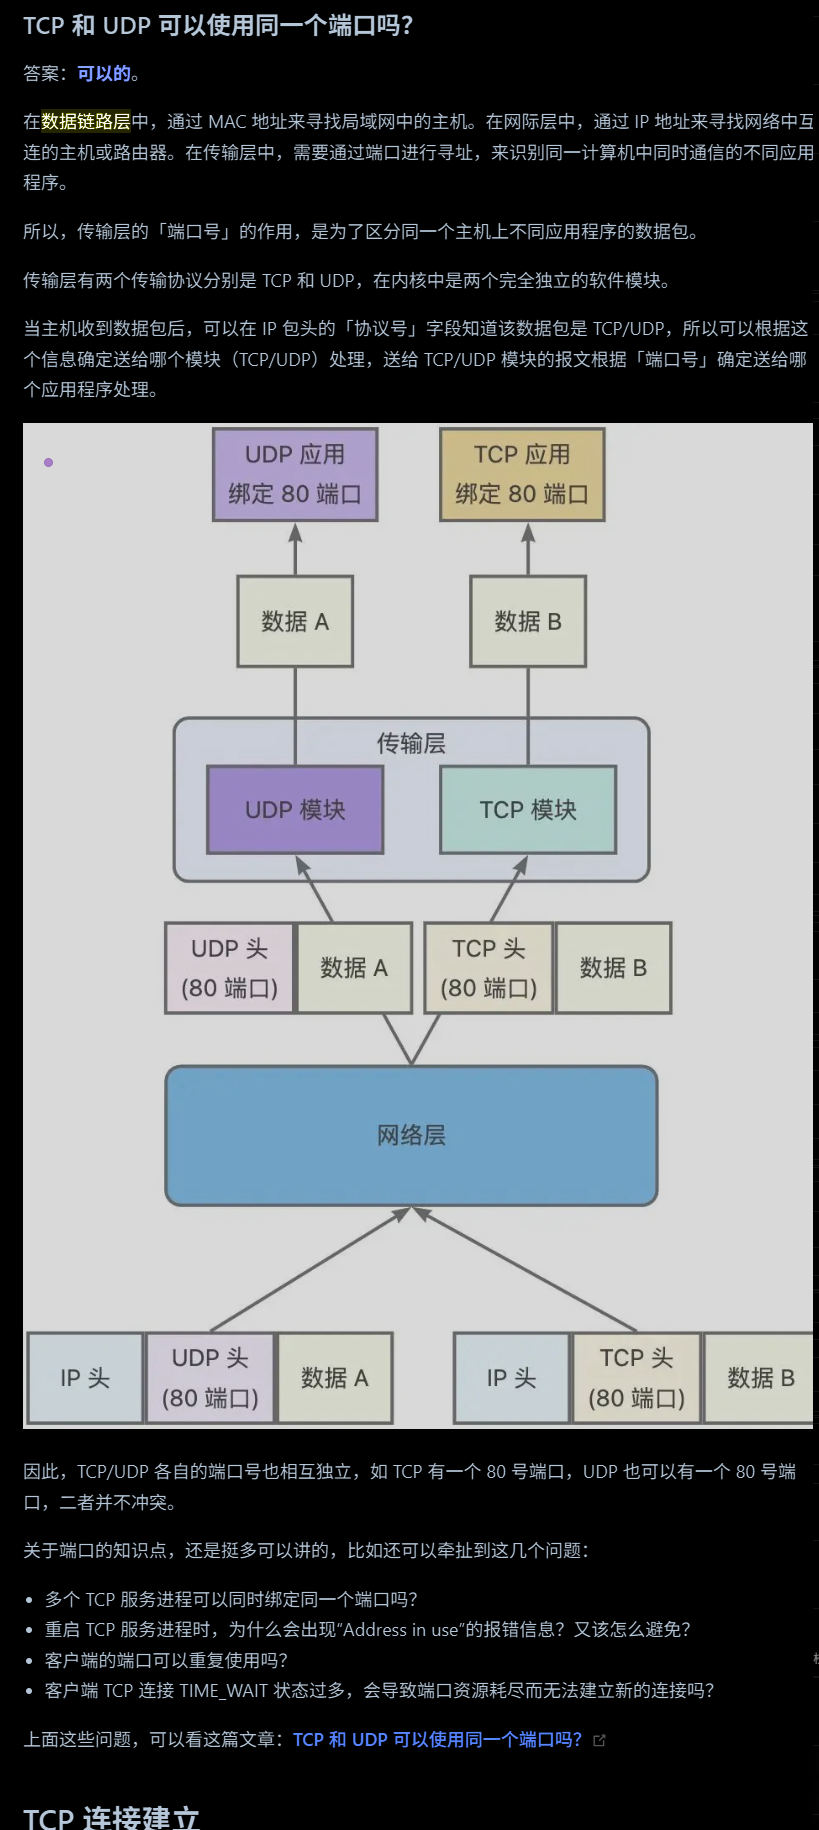 TCP 和 UDP 可以使用同一个端口吗？
答案：可以的。
在数据链路层中，通过 MAC 地址来寻找局域网中的主机。在网际层中，通过 IP 地址来寻找网络中互
连的主机或路由器。在传输层中，需要通过端口进行寻址，来识别同一计算机中同时通信的不同应用
程序。
所以，传输层的「端口号」的作用，是为了区分同一个主机上不同应用程序的数据包。
传输层有两个传输协议分别是 TCP 和 UDP，在内核中是两个完全独立的软件模块。
当主机收到数据包后，可以在 IP 包头的「协议号」字段知道该数据包是 TCP/UDP，所以可以根据这
个信息确定送给哪个模块（TCP/UDP）处理，送给 TCP/UDP 模块的报文根据「端口号」确定送给哪
个应用程序处理。
UDP 应用
绑定 80 端口
TCP 应用
绑定 80 端口
数据 A
数据 B
传输层
UDP 模块
TCP 模块
UDP 头
(80 端口)
数据 A
TCP 头
(80 端口)
数据 B
网络层
IP 头
UDP 头
(80 端口)
数据 A
IP 头
TCP 头
(80 端口)
数据 B
因此，TCP/UDP 各自的端口号也相互独立，如 TCP 有一个 80 号端口，UDP 也可以有一个 80 号端
口，二者并不冲突。
关于端口的知识点，还是挺多可以讲的，比如还可以牵扯到这几个问题：
多个 TCP 服务进程可以同时绑定同一个端口吗？
重启 TCP 服务进程时，为什么会出现“Address in use”的报错信息？又该怎么避免？
客户端的端口可以重复使用吗？
客户端 TCP 连接 TIME_WAIT 状态过多，会导致端口资源耗尽而无法建立新的连接吗？
上面这些问题，可以看这篇文章：TCP 和 UDP 可以使用同一个端口吗？
TCP 连接建立